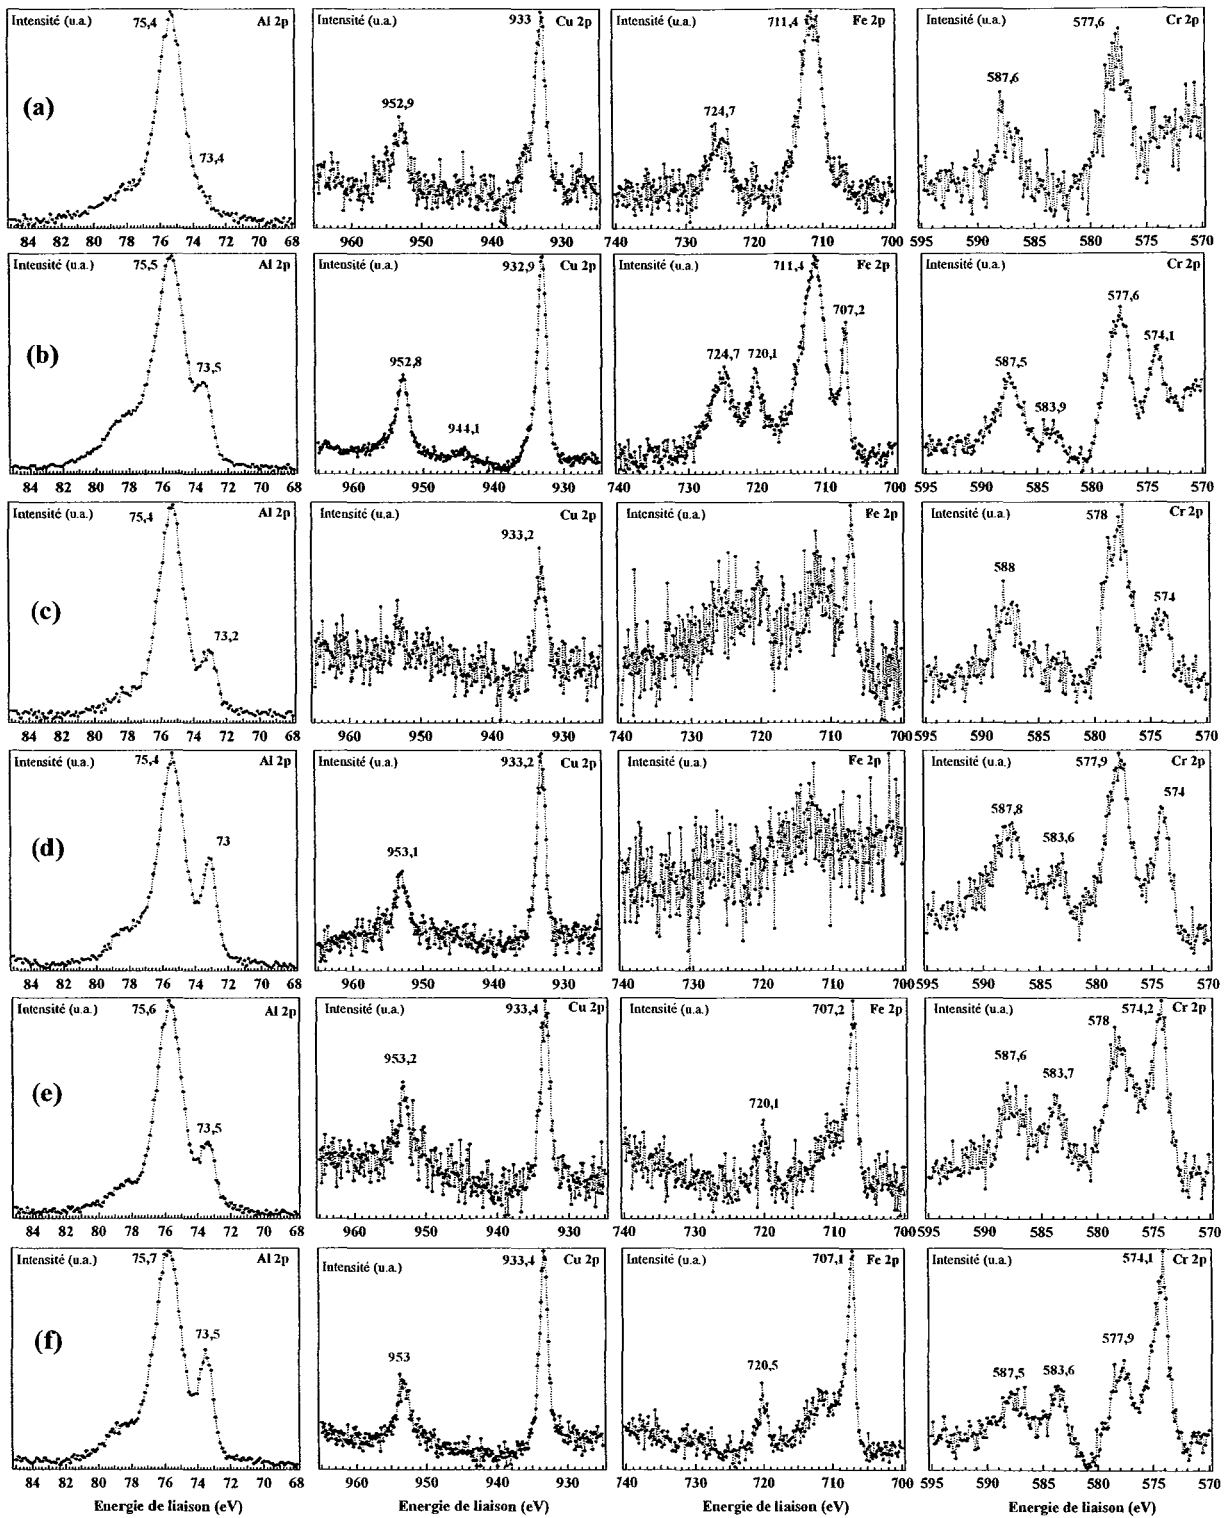 Intensité (u.a.) 75,4 Al 2p
73,4
(a)
84 82 80 78 76 74 72 70 68
Intensité (u.a.) 933 Cu 2p
952,9
960 950 940 930
Intensité (u.a.) 711,4 Fe 2p
724,7
740 730 720 710 700
Intensité (u.a.) 577,6 Cr 2p
587,6
595 590 585 580 575 570
Intensité (u.a.) 75,5 Al 2p
73,5
(b)
84 82 80 78 76 74 72 70 68
Intensité (u.a.) 932,9 Cu 2p
952,8
944,1
960 950 940 930
Intensité (u.a.) 711,4 Fe 2p
707,2
724,7 720,1
740 730 720 710 700
Intensité (u.a.) 577,6 Cr 2p
574,1
587,5
583,9
595 590 585 580 575 570
Intensité (u.a.) 75,4 Al 2p
73,2
(c)
84 82 80 78 76 74 72 70 68
Intensité (u.a.) 933,2 Cu 2p
960 950 940 930
Intensité (u.a.) Fe 2p
740 730 720 710 700
Intensité (u.a.) 578 Cr 2p
588 574
595 590 585 580 575 570
Intensité (u.a.) 75,4 Al 2p
73
(d)
84 82 80 78 76 74 72 70 68
Intensité (u.a.) 933,2 Cu 2p
953,1
960 950 940 930
Intensité (u.a.) Fe 2p
740 730 720 710 700
Intensité (u.a.) 577,9 Cr 2p
574
587,8
583,6
595 590 585 580 575 570
Intensité (u.a.) 75,6 Al 2p
73,5
(e)
84 82 80 78 76 74 72 70 68
Intensité (u.a.) 933,4 Cu 2p
953,2
960 950 940 930
Intensité (u.a.) 707,2 Fe 2p
720,1
740 730 720 710 700
Intensité (u.a.) 578 574,2 Cr 2p
587,6
583,7
595 590 585 580 575 570
Intensité (u.a.) 75,7 Al 2p
73,5
(f)
84 82 80 78 76 74 72 70 68
Energie de liaison (eV)
Intensité (u.a.) 933,4 Cu 2p
953
960 950 940 930
Energie de liaison (eV)
Intensité (u.a.) 707,1 Fe 2p
720,5
740 730 720 710 700
Energie de liaison (eV)
Intensité (u.a.) 574,1 Cr 2p
577,9
587,5 583,6
595 590 585 580 575 570
Energie de liaison (eV)